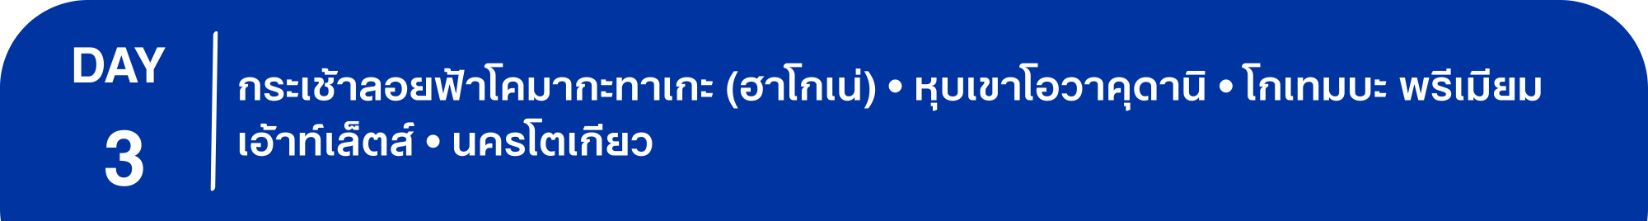 DAY
3
กระเช้าลอยฟ้าโคมากะทาเกะ (ฮาโกเน่) • หุบเขาโอวาคุดานิ • โกเทมบะ พรีเมียม
เอ้าท์เล็ตส์ • นครโตเกียว